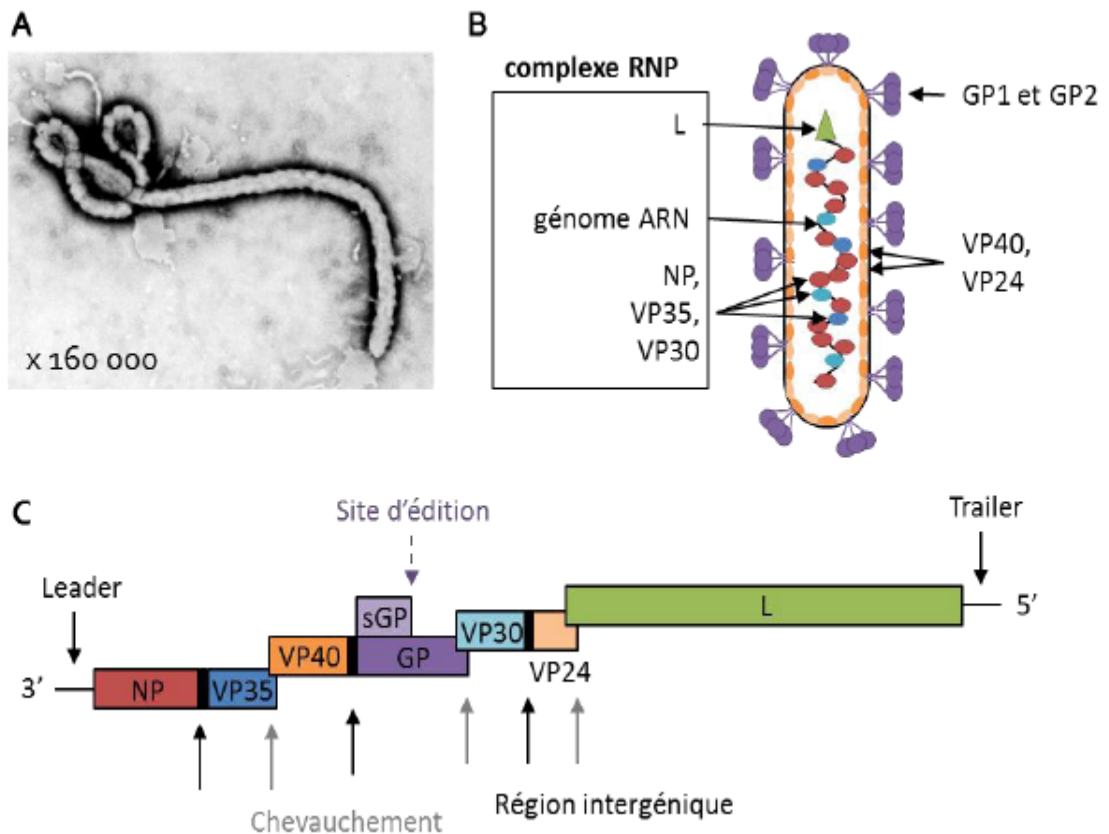 A
X 160 000
B
complexe RNP
L
génome ARN
NP,
VP35,
VP30
GP1 et GP2
VP40,
VP24
C
Site d'édition
Trailer
Leader
sGP
L
5'
VP30
VP40
GP
VP24
3'
NP
VP35
Région intergénique
Chevauchement